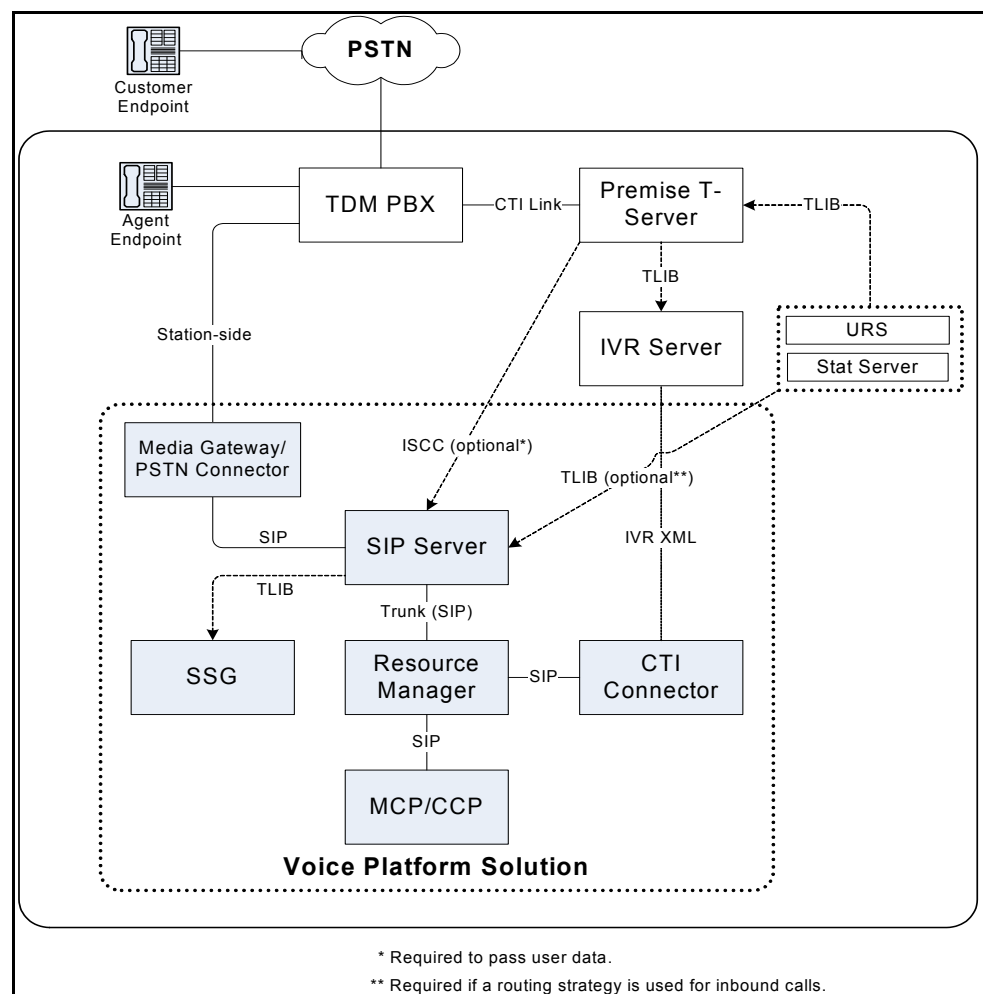 PSTN
Customer
Endpoint
Agent
Endpoint
TDM PBX
CTI Link
Premise T-
Server
TLIB
TLIB
URS
Stat Server
IVR Server
Station-side
Media Gateway/
PSTN Connector
ISCC (optional*)
TLIB (optional**)
SIP
SIP Server
IVR XML
TLIB
Trunk (SIP)
SSG
Resource
Manager
SIP
CTI
Connector
SIP
MCP/CCP
Voice Platform Solution
* Required to pass user data.
** Required if a routing strategy is used for inbound calls.